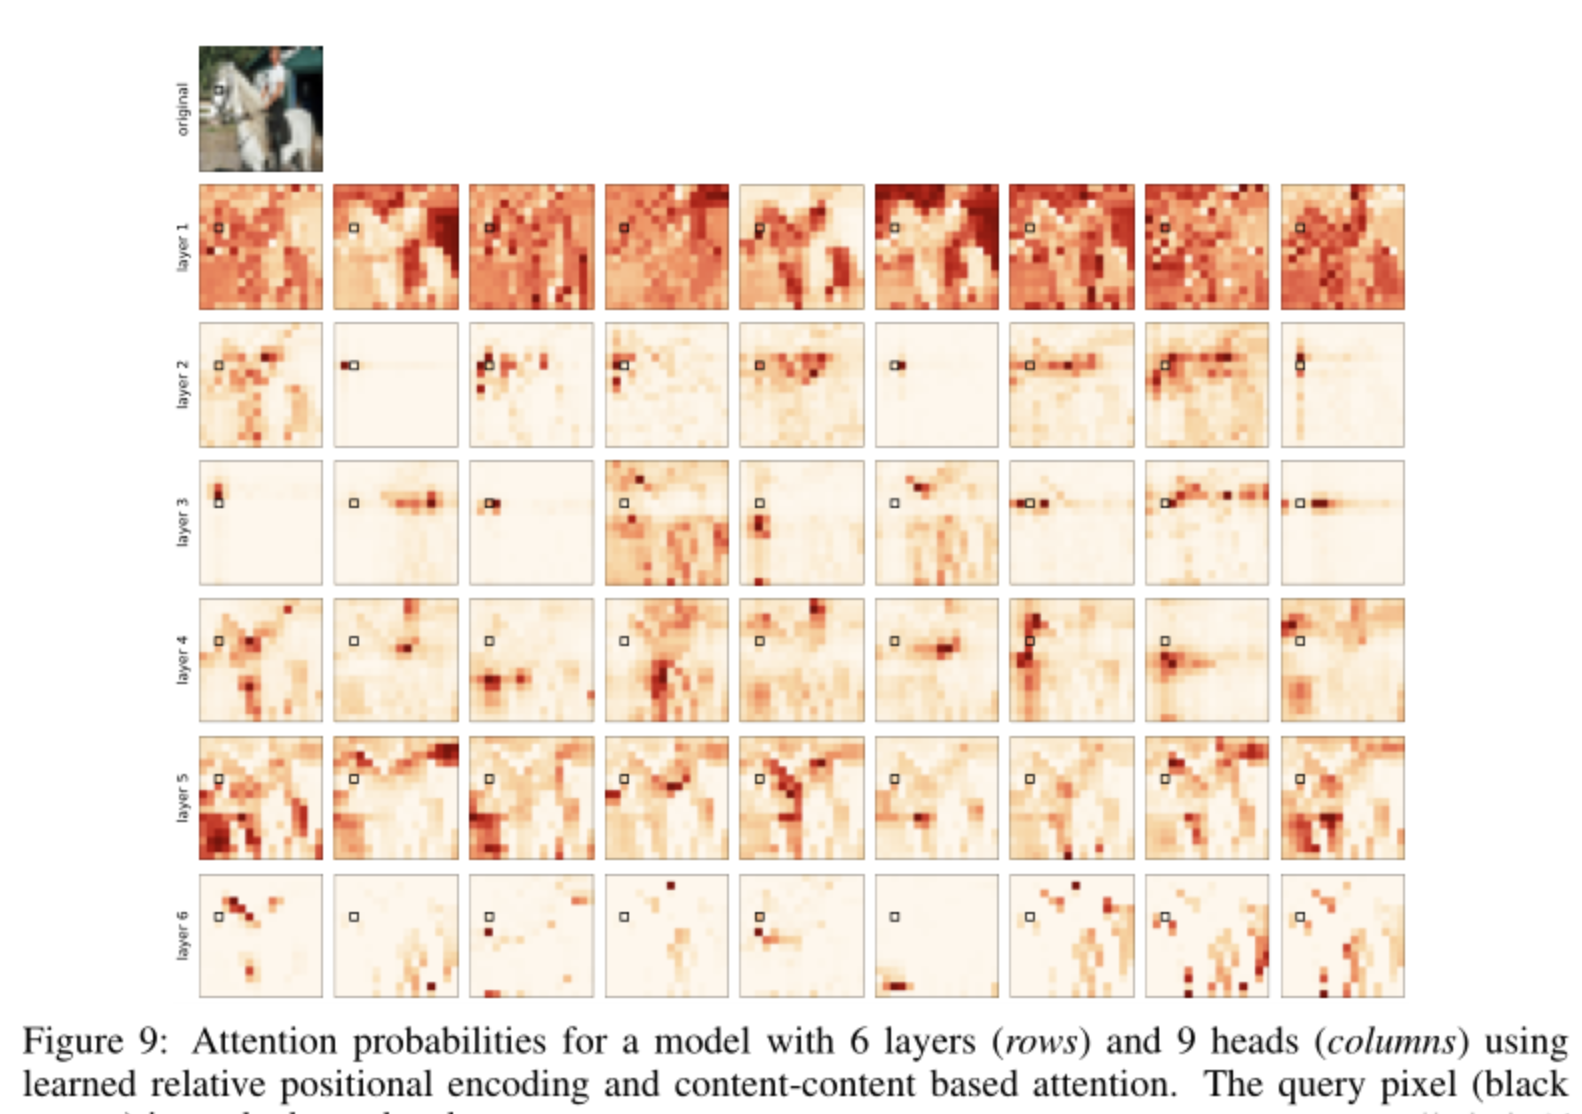 original
layer 1
layer 2
layer 3
layer 4
layer 5
layer 6
Figure 9: Attention probabilities for a model with 6 layers (rows) and 9 heads (columns) using
learned relative positional encoding and content-content based attention. The query pixel (black